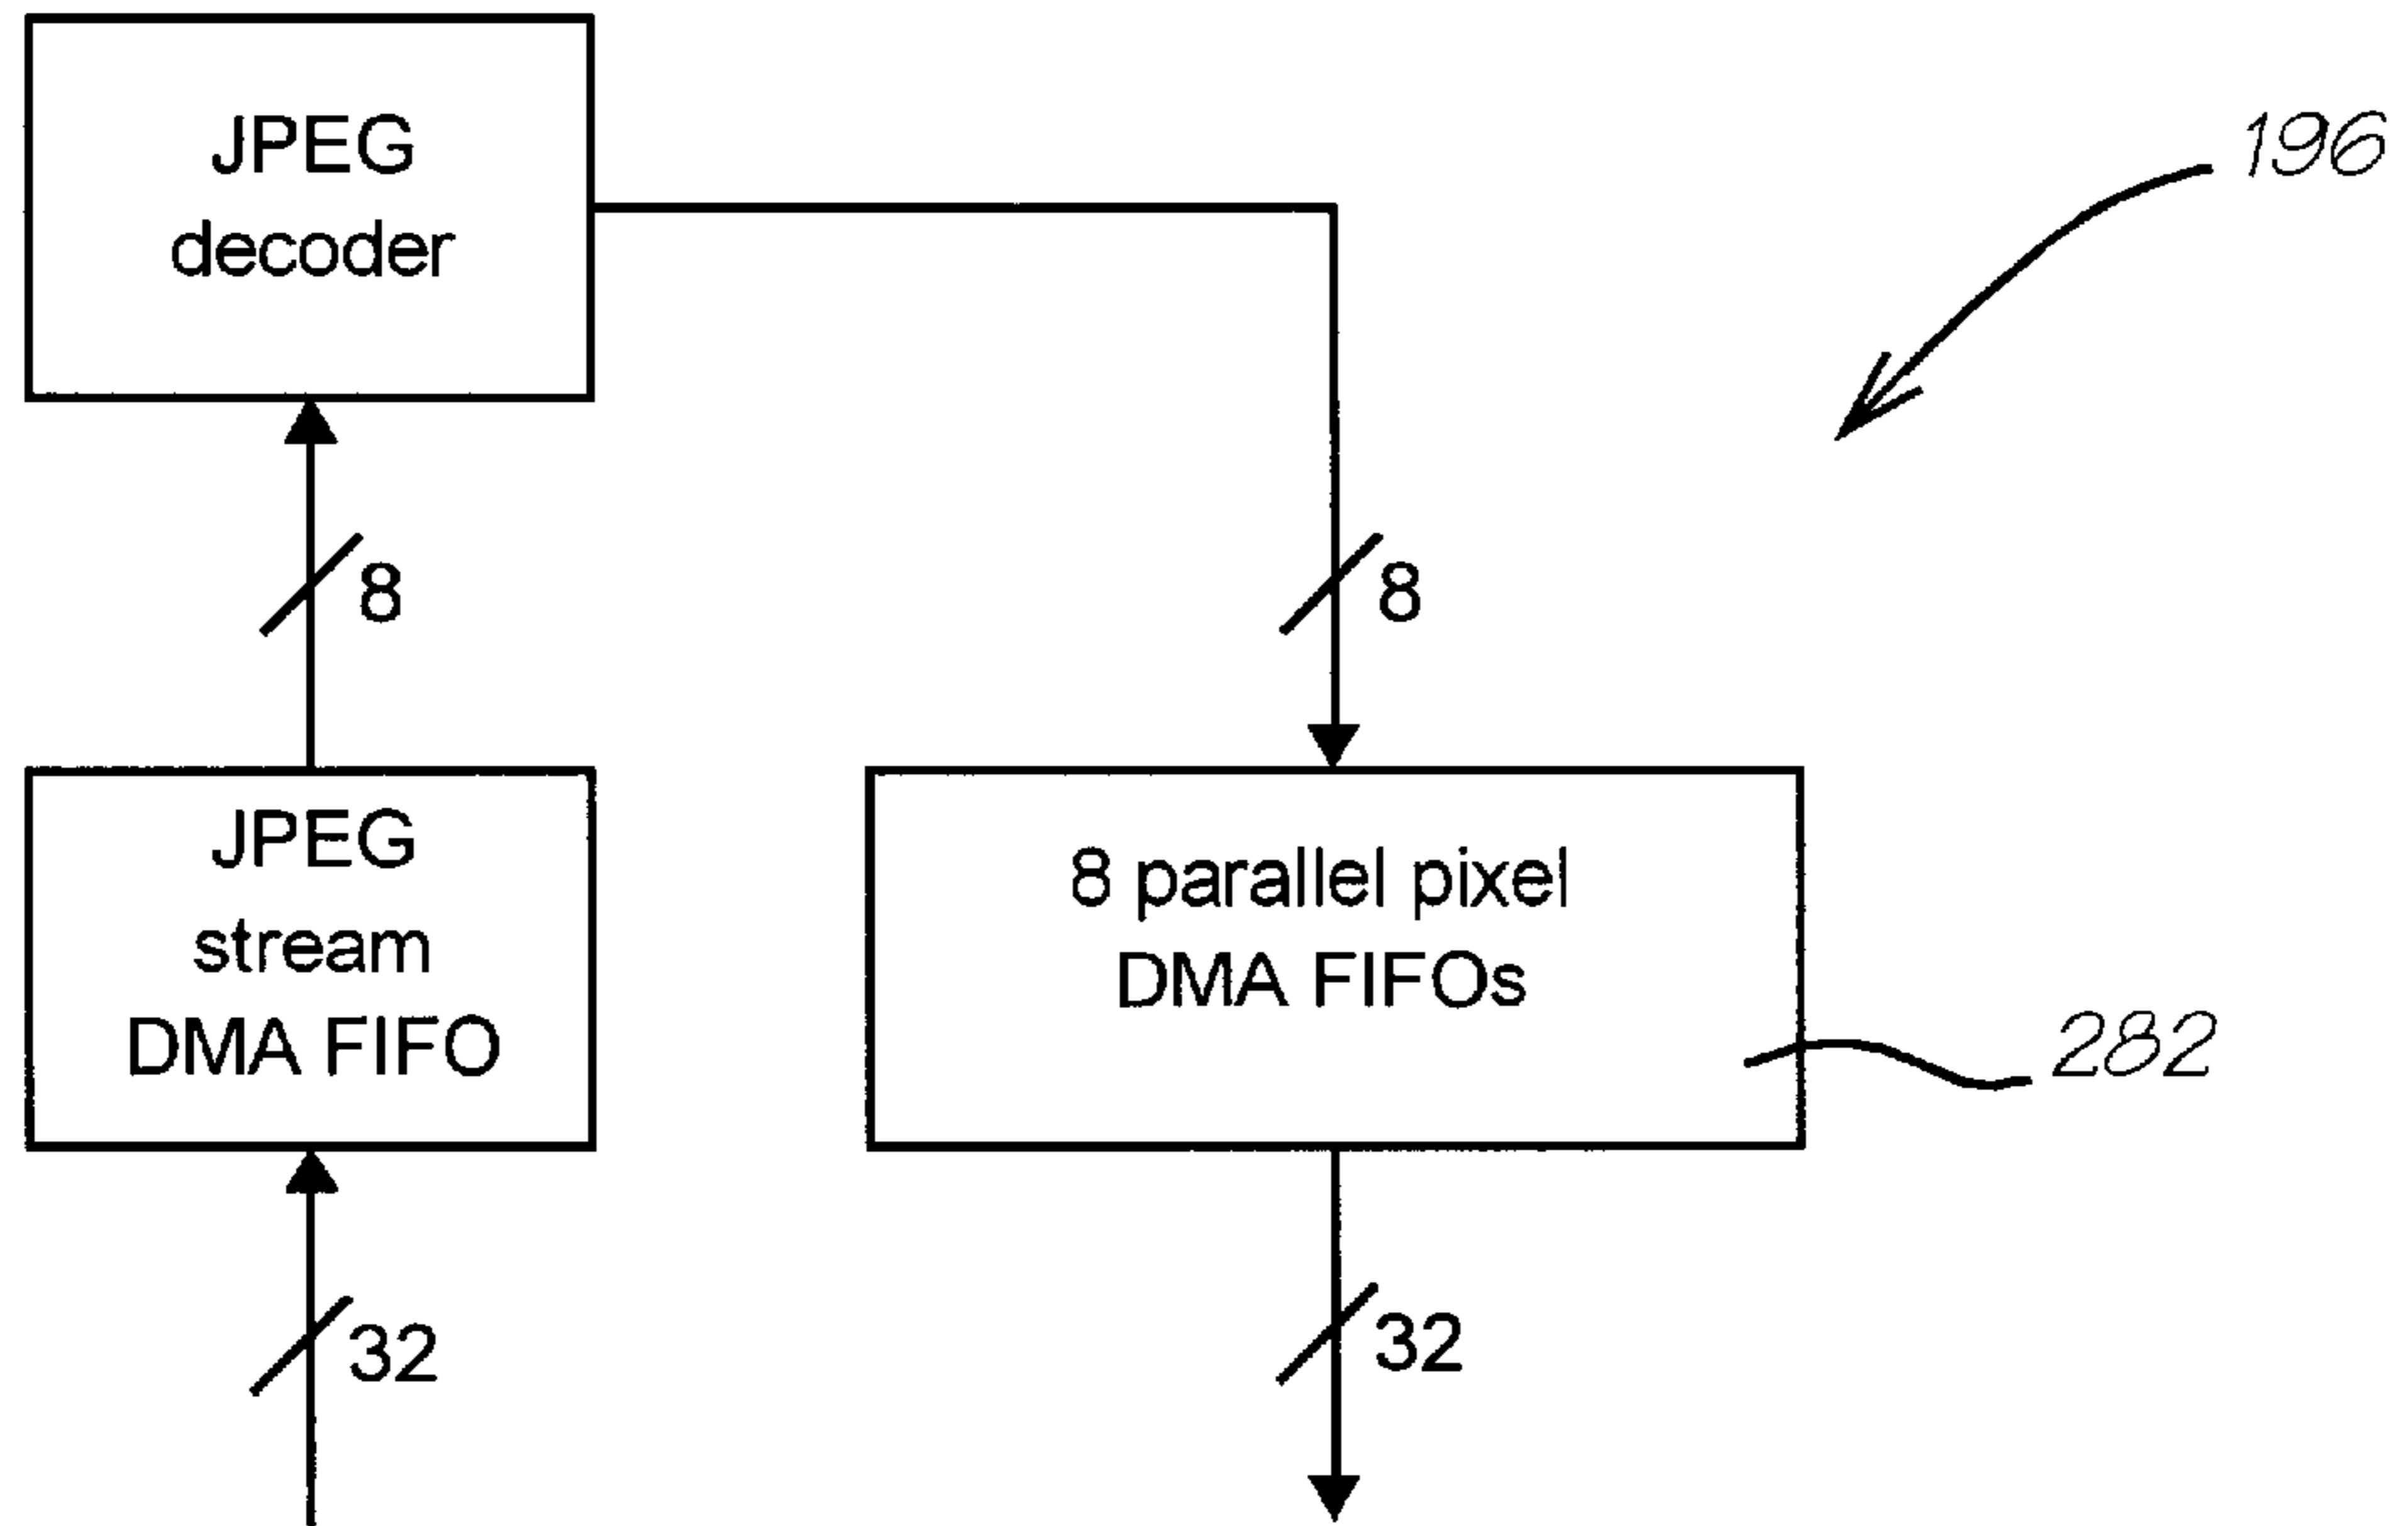 JPEG
decoder
196
8
8
JPEG
stream
DMA FIFO
8 parallel pixel
DMA FIFOs
282
32
32